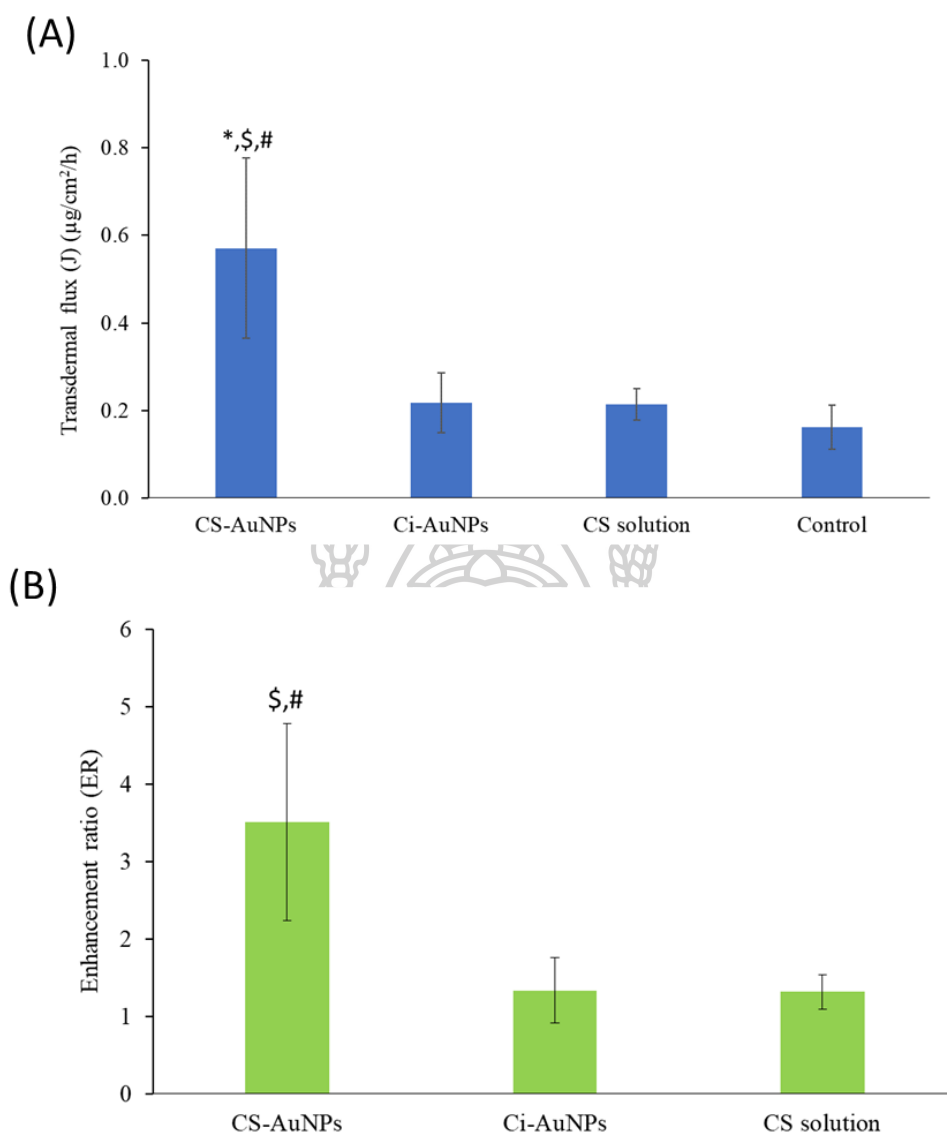 (A)
Transdermal flux (J) (µg/cm²/h)
1.0
0.8
0.6
0.4
0.2
0.0
*,$,#
CS-AuNPs Ci-AuNPs CS solution Control
(B)
Enhancement ratio (ER)
6
5
4
3
2
1
0
$,#
CS-AuNPs Ci-AuNPs CS solution